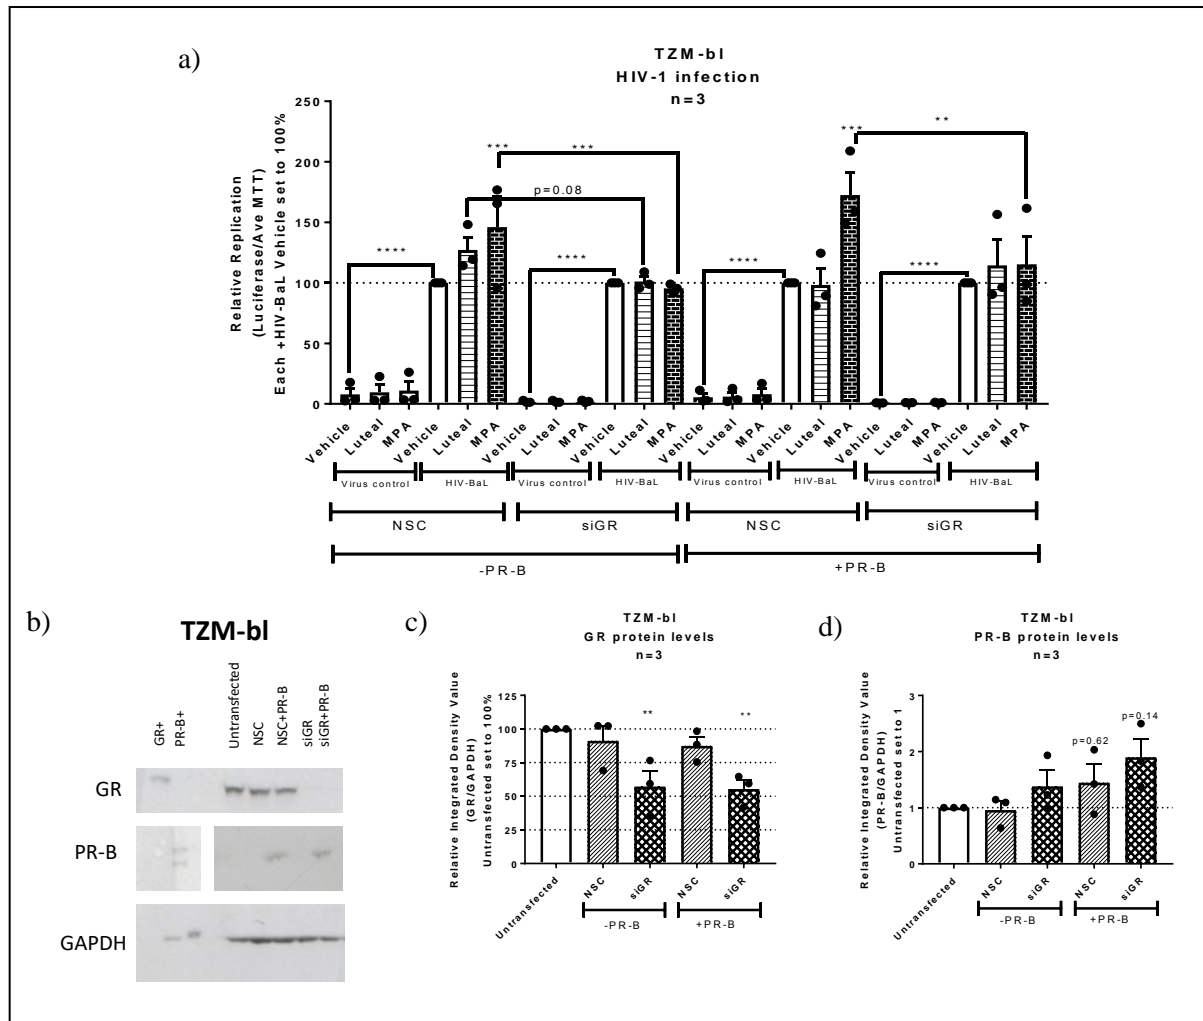 a)
TZM-bl
HIV-1 infection
n=3
Relative Replication
(Luciferase/Ave MTT)
Each +HIV-BaL Vehicle set to 100%
250
200
150
100
50
0
****
***
***
p=0.08
****
****
***
**
****
Vehicle Luteal MPA Vehicle Luteal MPA Vehicle Luteal MPA Vehicle Luteal MPA Vehicle Luteal MPA Vehicle Luteal MPA Vehicle Luteal MPA Vehicle Luteal MPA
Virus control HIV-BaL Virus control HIV-BaL Virus control HIV-BaL Virus control HIV-BaL
NSC siGR NSC siGR
-PR-B +PR-B
b)
TZM-bl
GR+
PR-B+
Untransfected
NSC
NSC+PR-B
siGR
siGR+PR-B
GR
PR-B
GAPDH
c)
TZM-bl
GR protein levels
n=3
Relative Integrated Density Value
(GR/GAPDH)
Untransfected set to 100%
125
100
75
50
25
0
**
**
Untransfected NSC siGR NSC siGR
-PR-B +PR-B
d)
TZM-bl
PR-B protein levels
n=3
Relative Integrated Density Value
(PR-B/GAPDH)
Untransfected set to 1
3
2
1
0
p=0.62
p=0.14
Untransfected NSC siGR NSC siGR
-PR-B +PR-B